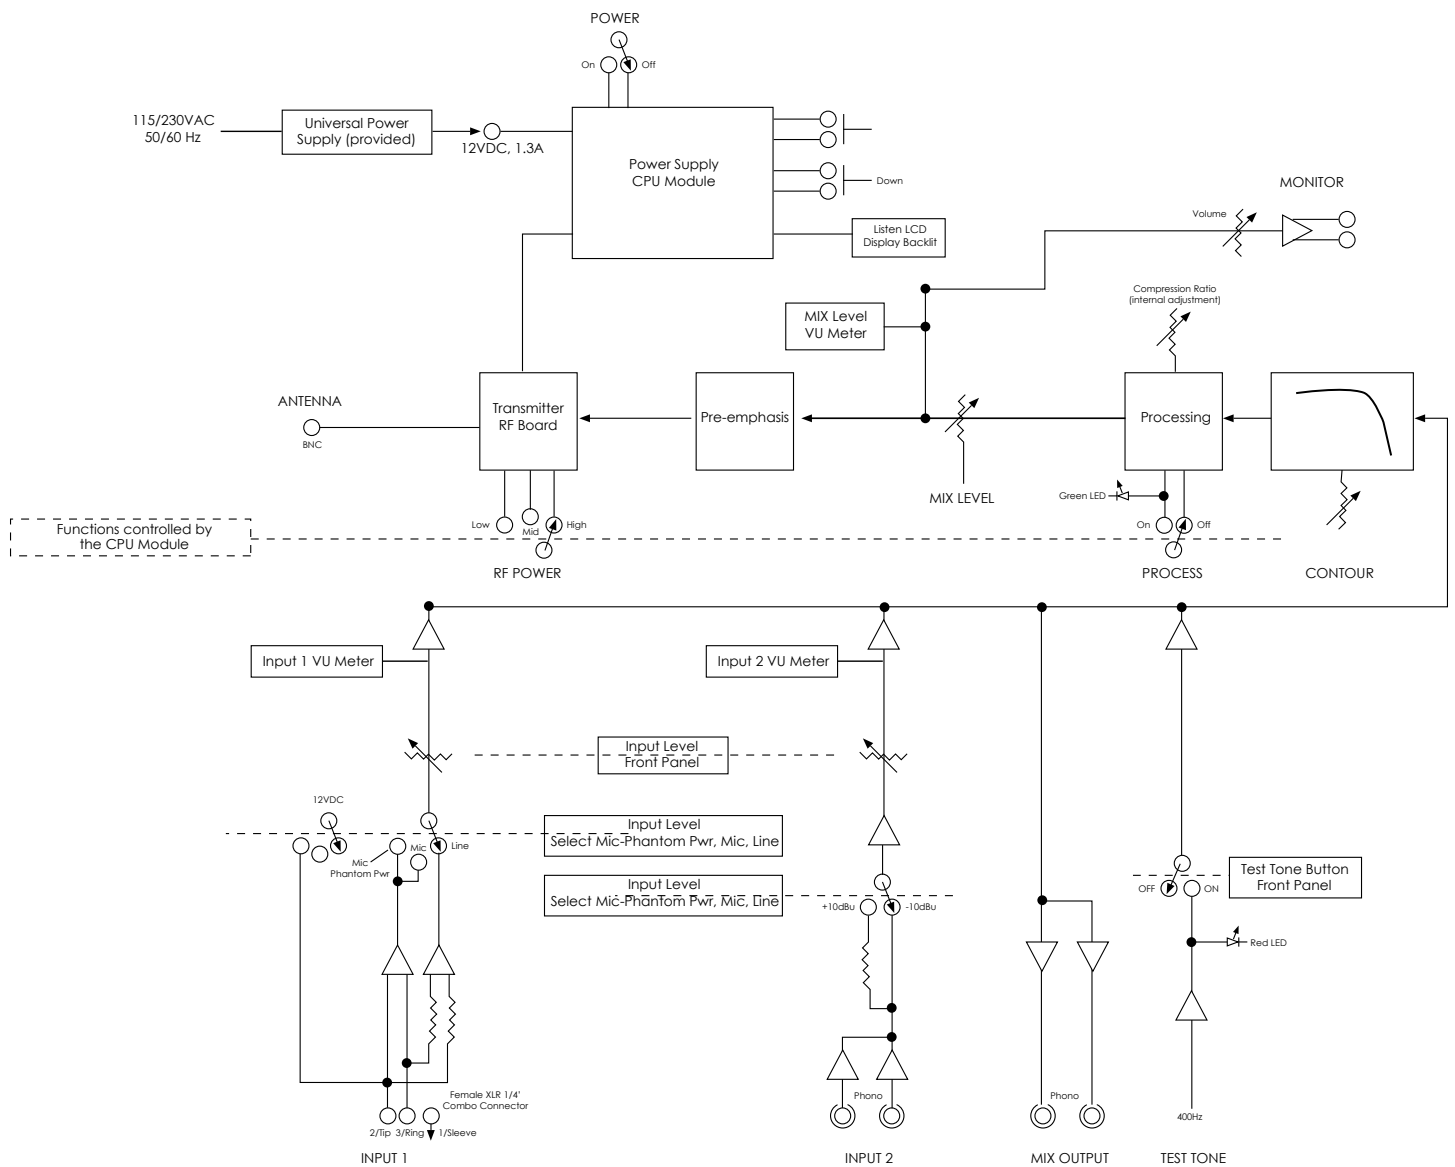 POWER
On
Off
115/230VAC
50/60 Hz
Universal Power
Supply (provided)
12VDC, 1.3A
Power Supply
CPU Module
Down
Listen LCD
Display Backlit
MONITOR
Volume
Compression Ratio
(internal adjustment)
MIX Level
VU Meter
ANTENNA
BNC
Transmitter
RF Board
Pre-emphasis
Processing
MIX LEVEL
Green LED
Low
Mid
High
On
Off
Functions controlled by
the CPU Module
RF POWER
PROCESS
CONTOUR
Input 1 VU Meter
Input 2 VU Meter
Input Level
Front Panel
12VDC
Mic
Phantom Pwr
Mic
Line
Input Level
Select Mic-Phantom Pwr, Mic, Line
Input Level
Select Mic-Phantom Pwr, Mic, Line
+10dBu
-10dBu
OFF
ON
Test Tone Button
Front Panel
Red LED
Female XLR 1/4'
Combo Connector
Phono
Phono
400Hz
2/Tip
3/Ring
1/Sleeve
INPUT 1
INPUT 2
MIX OUTPUT
TEST TONE